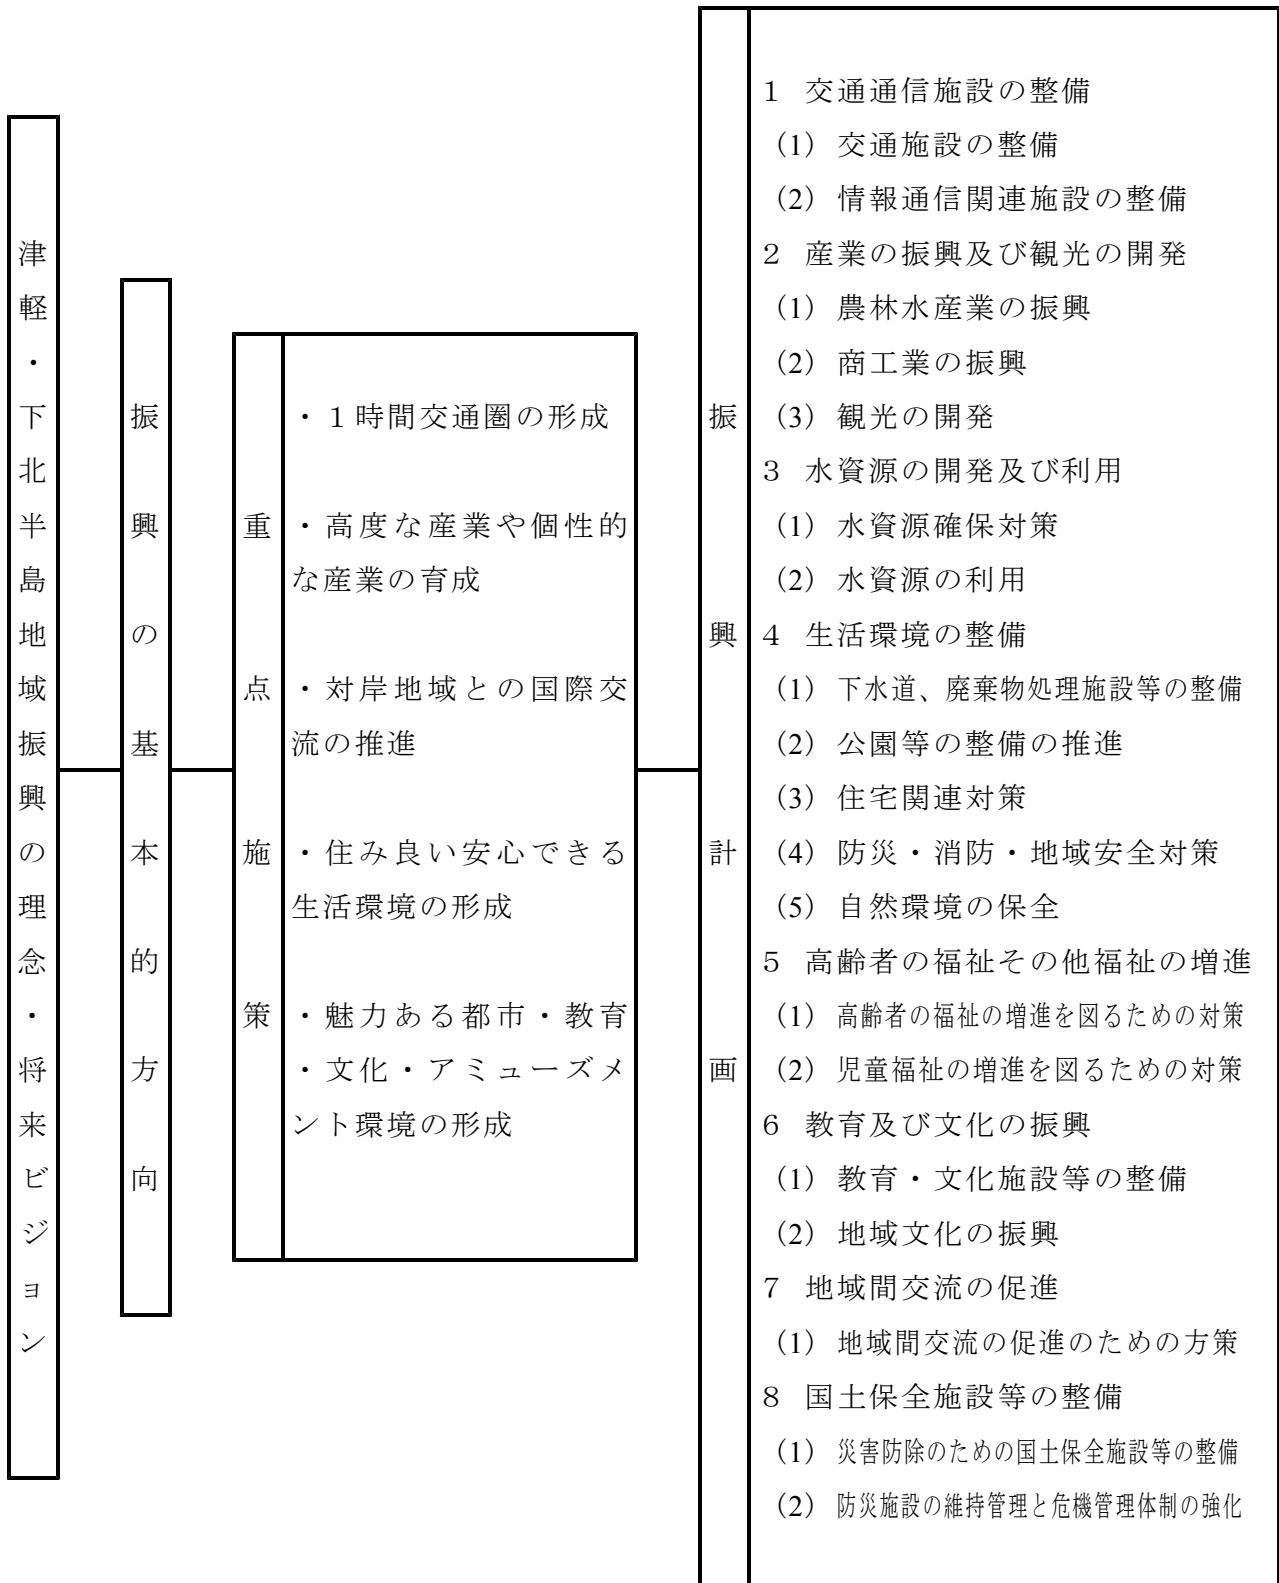 津軽・下北半島地域振興の理念・将来ビジョン
振興の基本的方向
重点施策
・１時間交通圏の形成
・高度な産業や個性的
な産業の育成
・対岸地域との国際交
流の推進
・住み良い安心できる
生活環境の形成
・魅力ある都市・教育
・文化・アミューズメ
ント環境の形成
振興計画
１ 交通通信施設の整備
(1) 交通施設の整備
(2) 情報通信関連施設の整備
２ 産業の振興及び観光の開発
(1) 農林水産業の振興
(2) 商工業の振興
(3) 観光の開発
３ 水資源の開発及び利用
(1) 水資源確保対策
(2) 水資源の利用
４ 生活環境の整備
(1) 下水道、廃棄物処理施設等の整備
(2) 公園等の整備の推進
(3) 住宅関連対策
(4) 防災・消防・地域安全対策
(5) 自然環境の保全
５ 高齢者の福祉その他福祉の増進
(1) 高齢者の福祉の増進を図るための対策
(2) 児童福祉の増進を図るための対策
６ 教育及び文化の振興
(1) 教育・文化施設等の整備
(2) 地域文化の振興
７ 地域間交流の促進
(1) 地域間交流の促進のための方策
８ 国土保全施設等の整備
(1) 災害防除のための国土保全施設等の整備
(2) 防災施設の維持管理と危機管理体制の強化